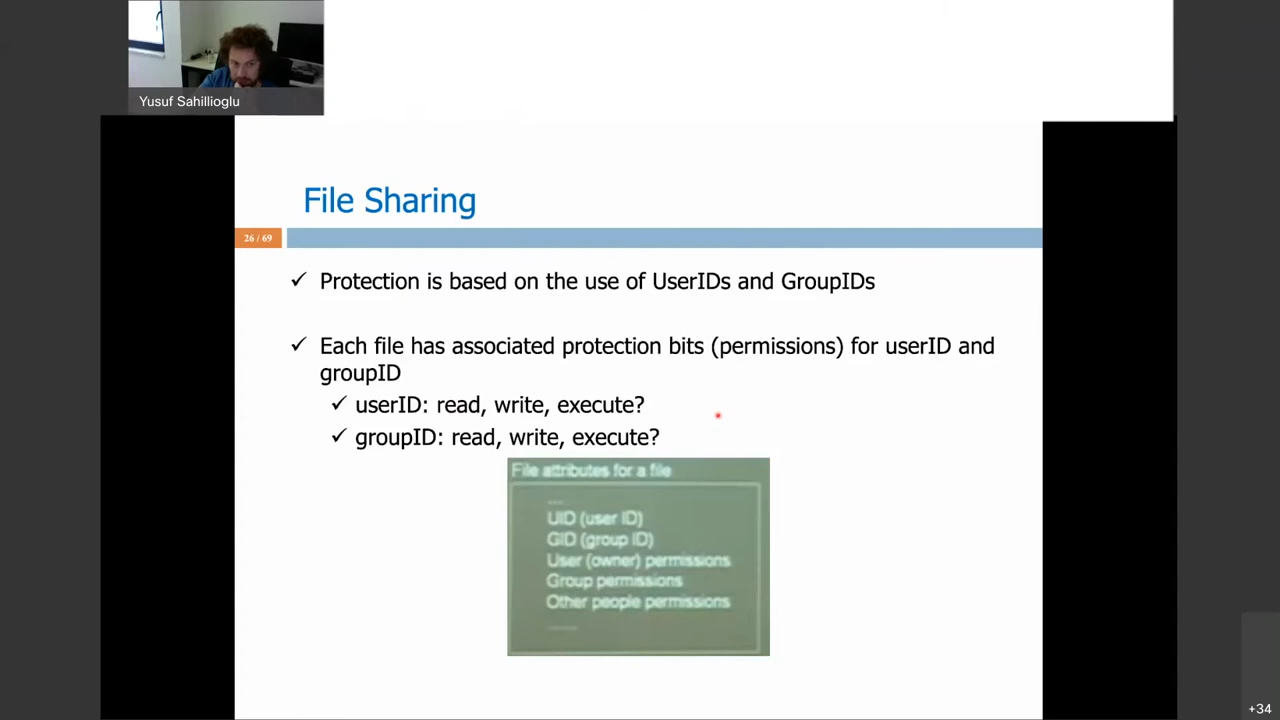 Yusuf Sahillioglu
File Sharing
26 / 69
✓ Protection is based on the use of UserIDs and GroupIDs
✓ Each file has associated protection bits (permissions) for userID and
groupID
✓ userID: read, write, execute?
✓ groupID: read, write, execute?
File attributes for a file
....
UID (user ID)
GID (group ID)
User (owner) permissions
Group permissions
Other people permissions
......
+34